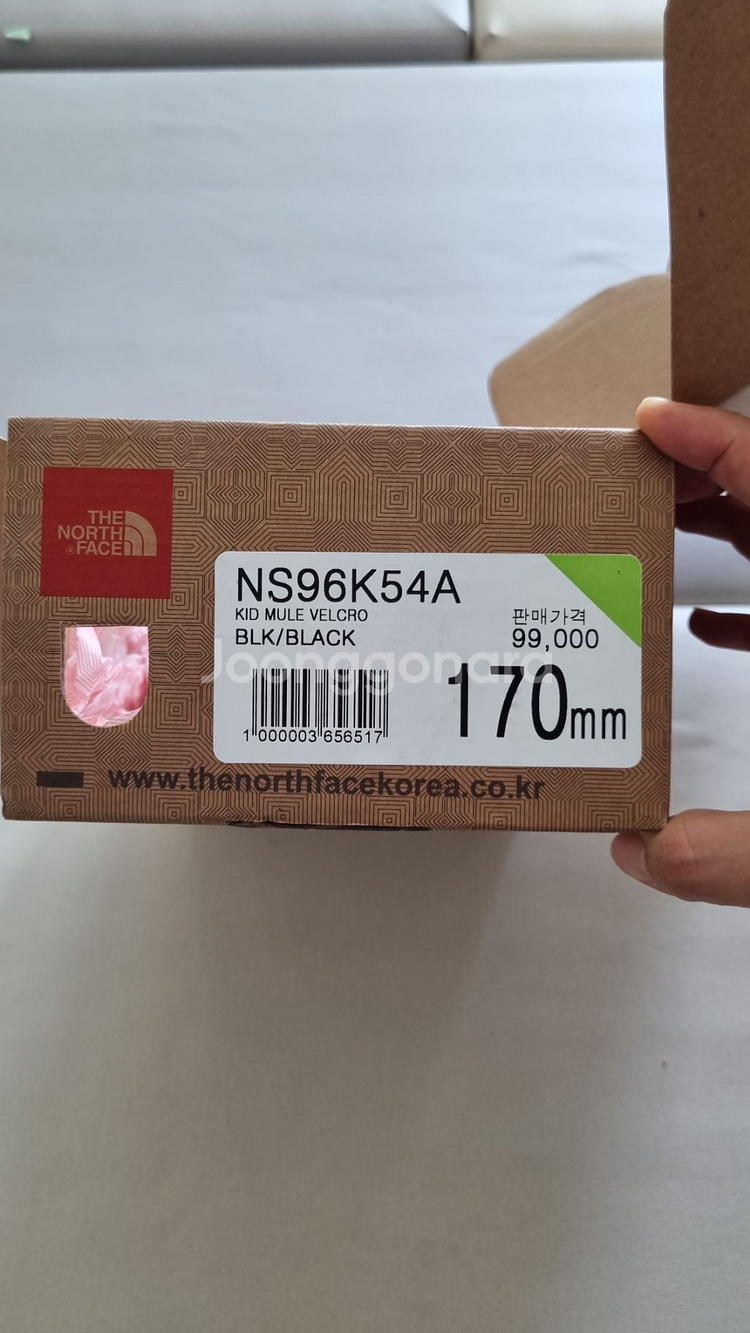 THE
NORTH
®FACE
NS96K54A
KID MULE VELCRO
판매가격
BLK/BLACK
99,000
Joonggonara
170mm
1 000003 656517
www.thenorthfacekorea.co.kr